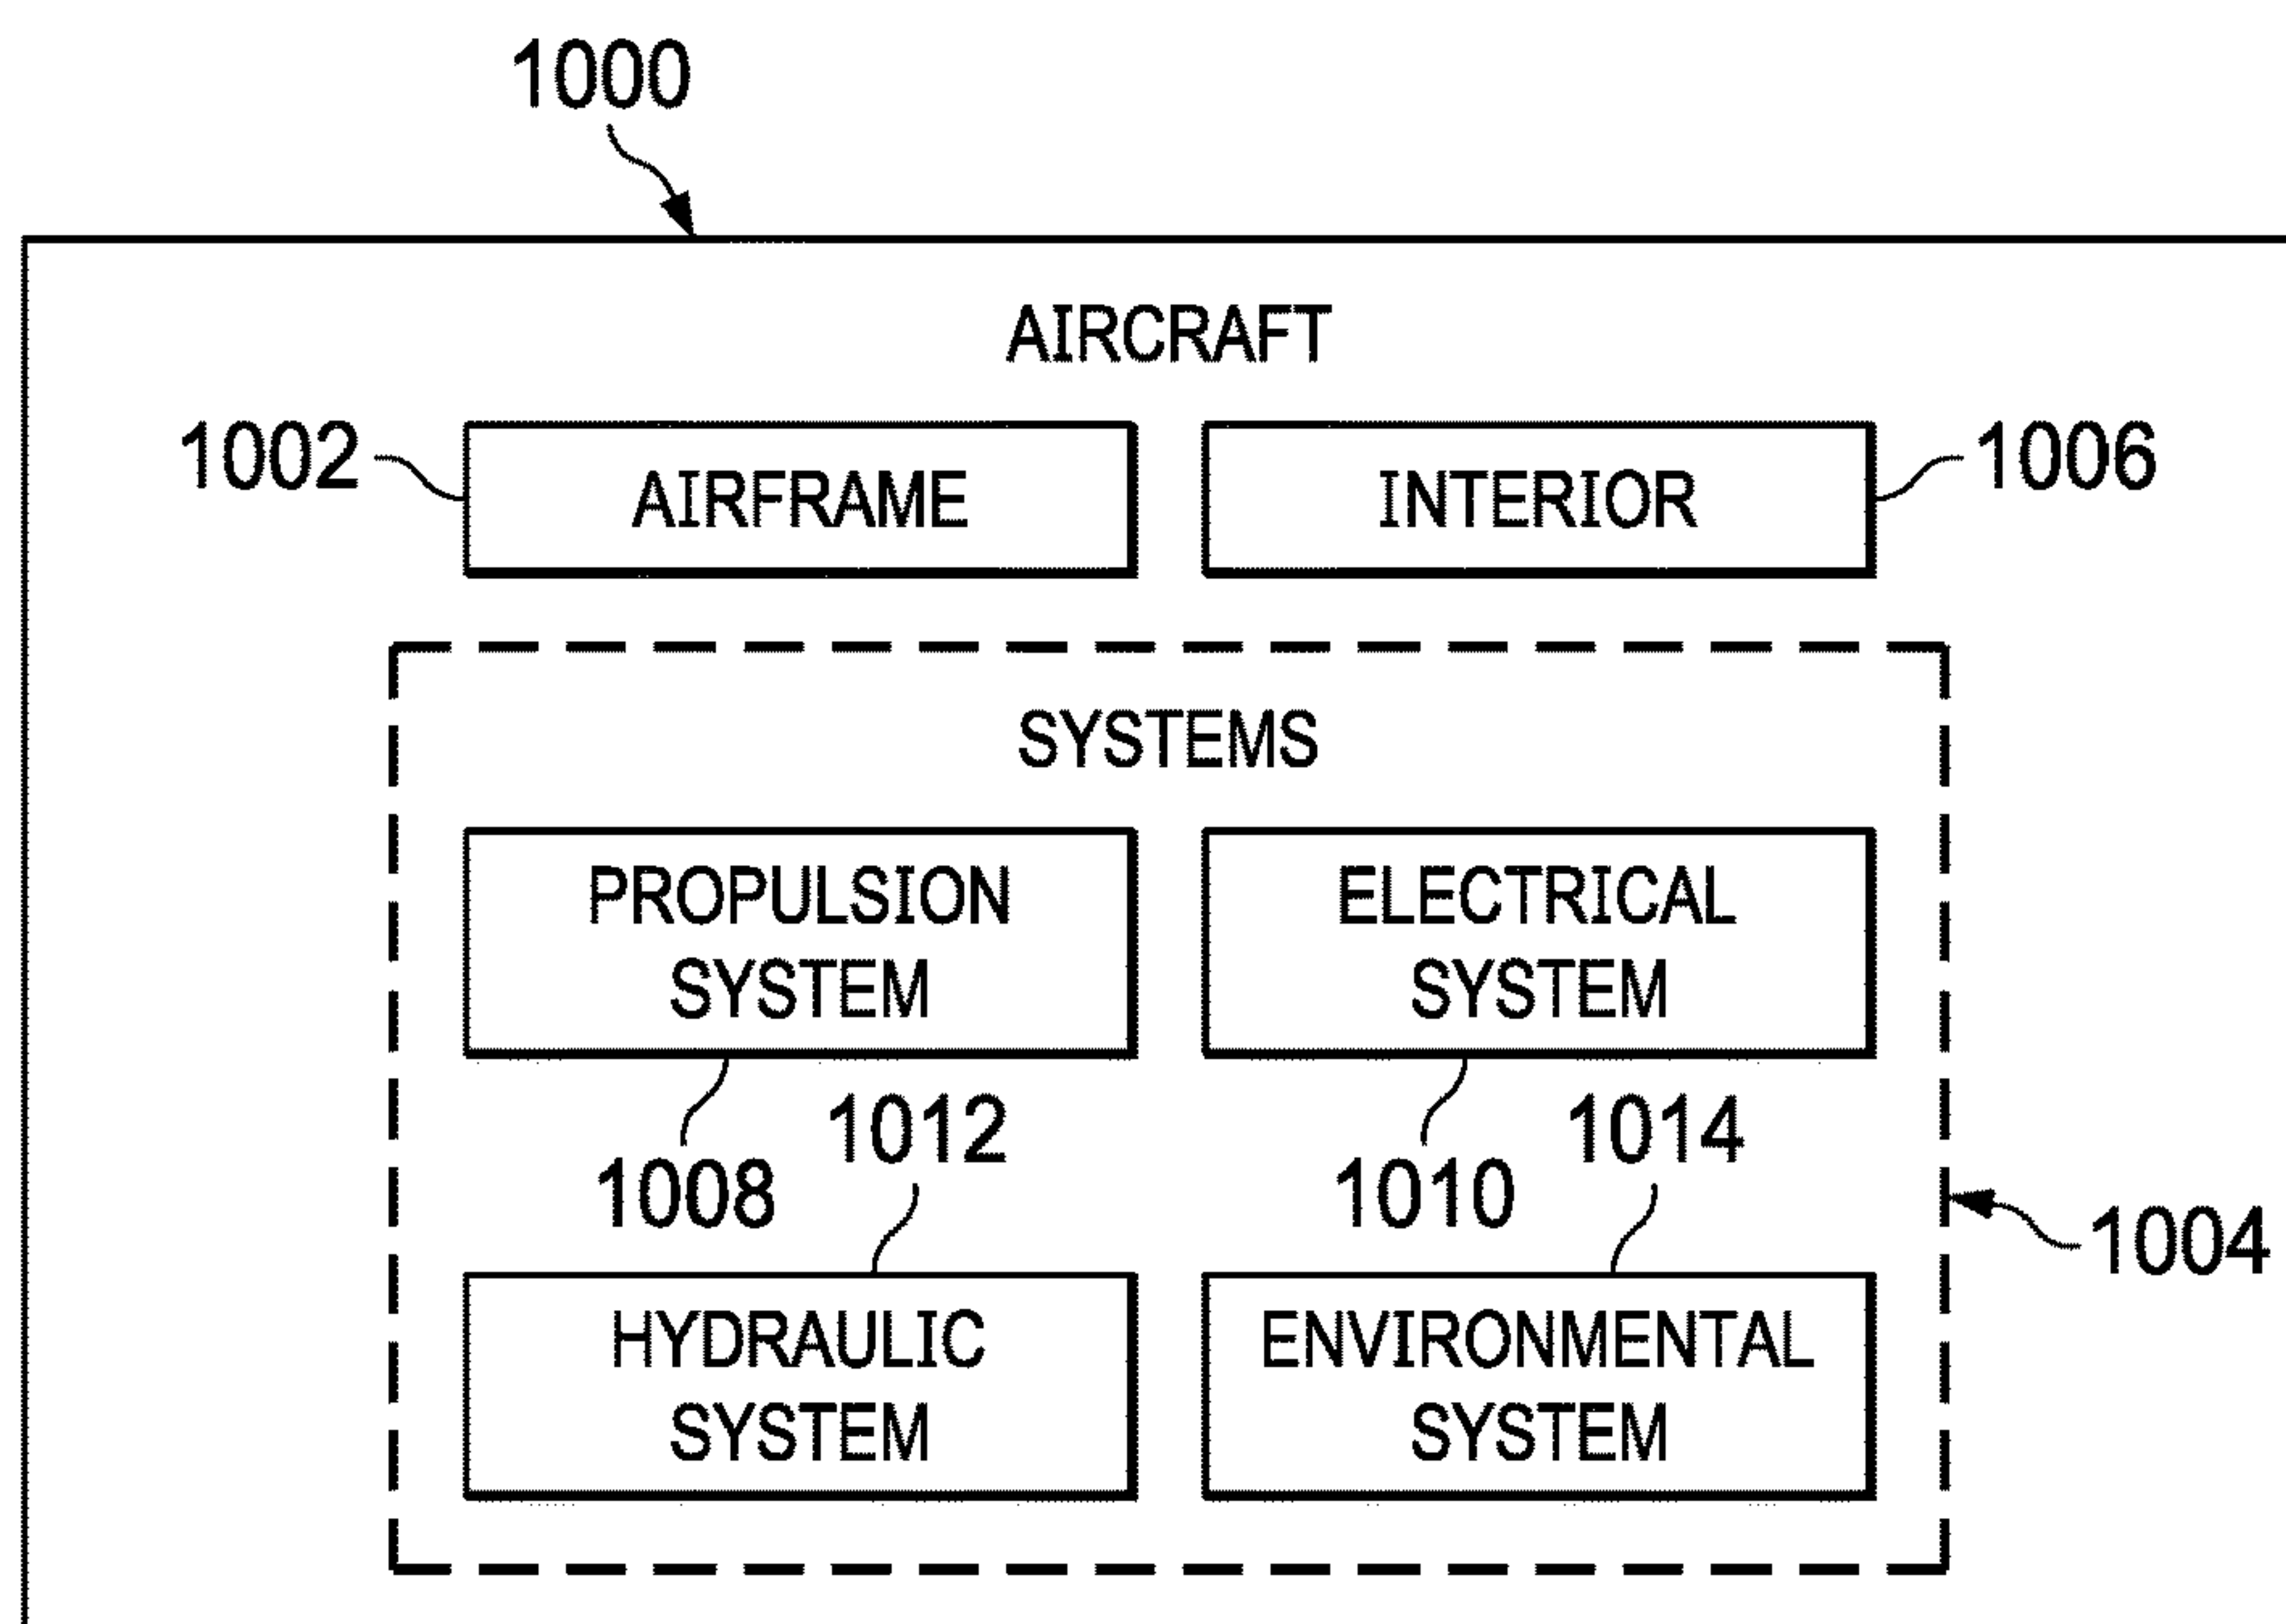 1000
AIRCRAFT
1002
AIRFRAME
INTERIOR
1006
SYSTEMS
PROPULSION
SYSTEM
ELECTRICAL
SYSTEM
1008
1012
1010
1014
1004
HYDRAULIC
SYSTEM
ENVIRONMENTAL
SYSTEM